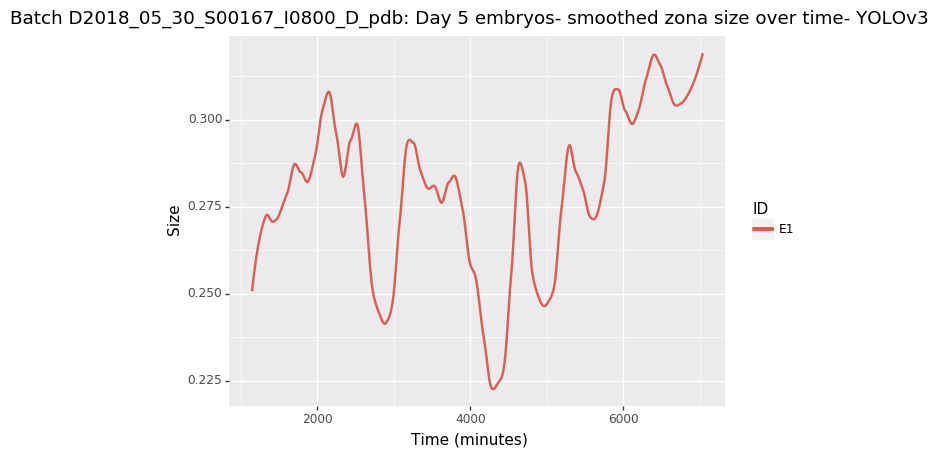 Batch D2018_05_30_S00167_I0800_D_pdb: Day 5 embryos- smoothed zona size over time- YOLOv3
0.300
0.275
0.250
0.225
Size
2000
4000
6000
Time (minutes)
ID
E1